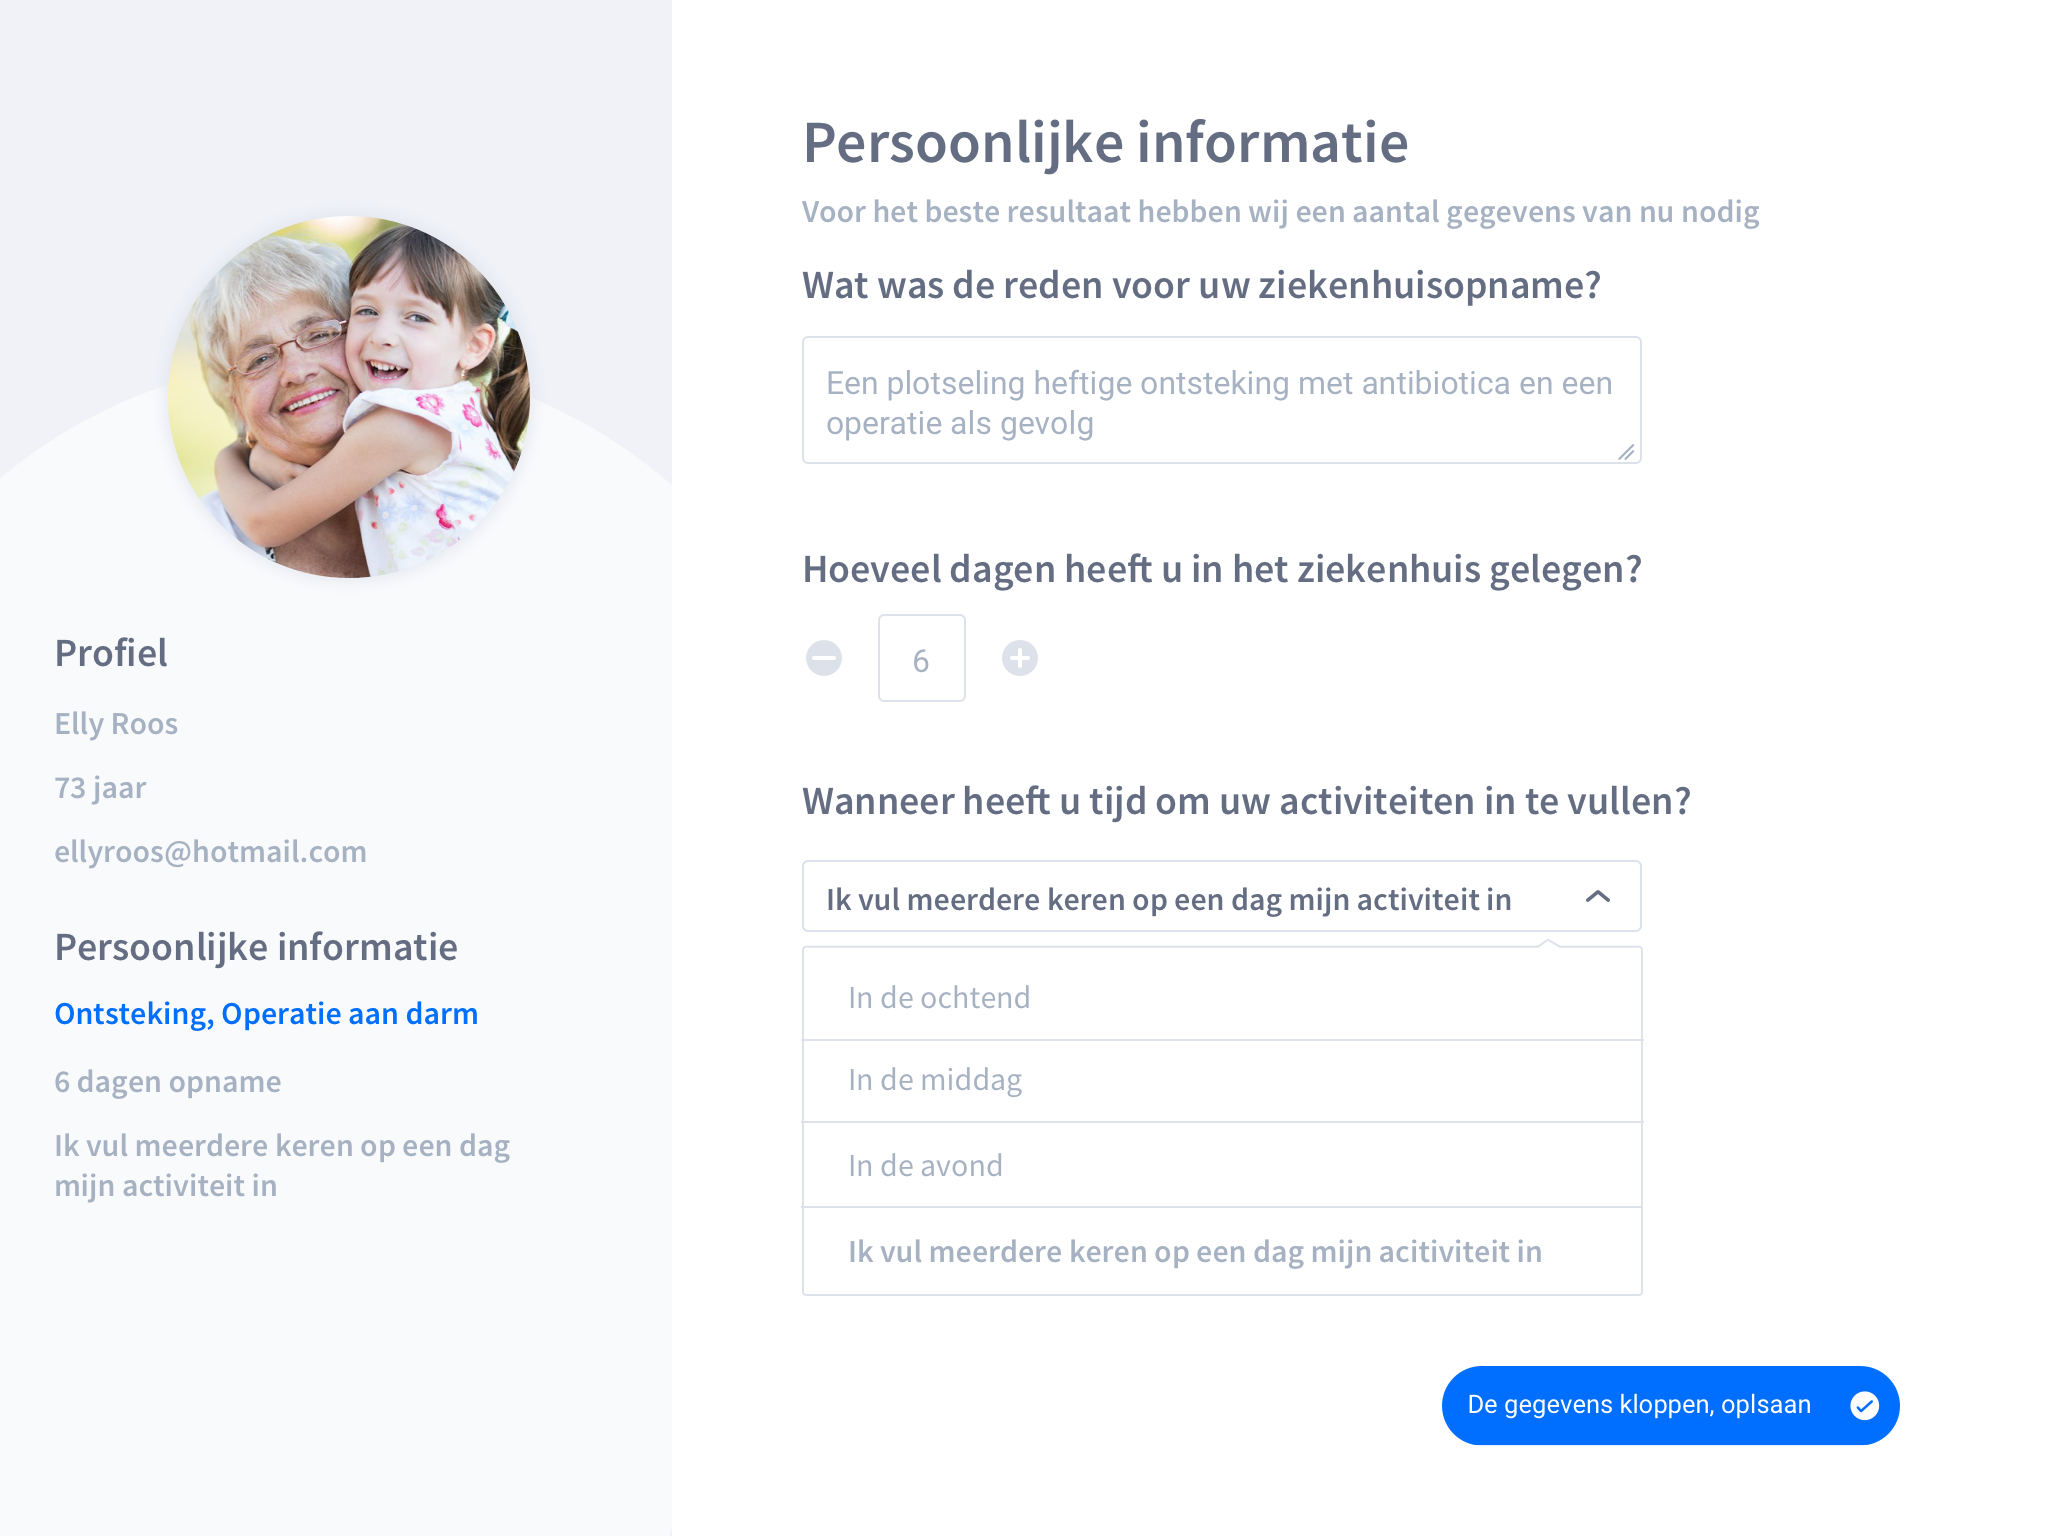 Profiel
Elly Roos
73 jaar
ellyroos@hotmail.com
Persoonlijke informatie
Ontsteking, Operatie aan darm
6 dagen opname
Ik vul meerdere keren op een dag
mijn activiteit in
Persoonlijke informatie
Voor het beste resultaat hebben wij een aantal gegevens van nu nodig
Wat was de reden voor uw ziekenhuisopname?
Een plotseling heftige ontsteking met antibiotica en een
operatie als gevolg
Hoeveel dagen heeft u in het ziekenhuis gelegen?
6
Wanneer heeft u tijd om uw activiteiten in te vullen?
Ik vul meerdere keren op een dag mijn activiteit in
In de ochtend
In de middag
In de avond
Ik vul meerdere keren op een dag mijn acitiviteit in
De gegevens kloppen, oplsaan